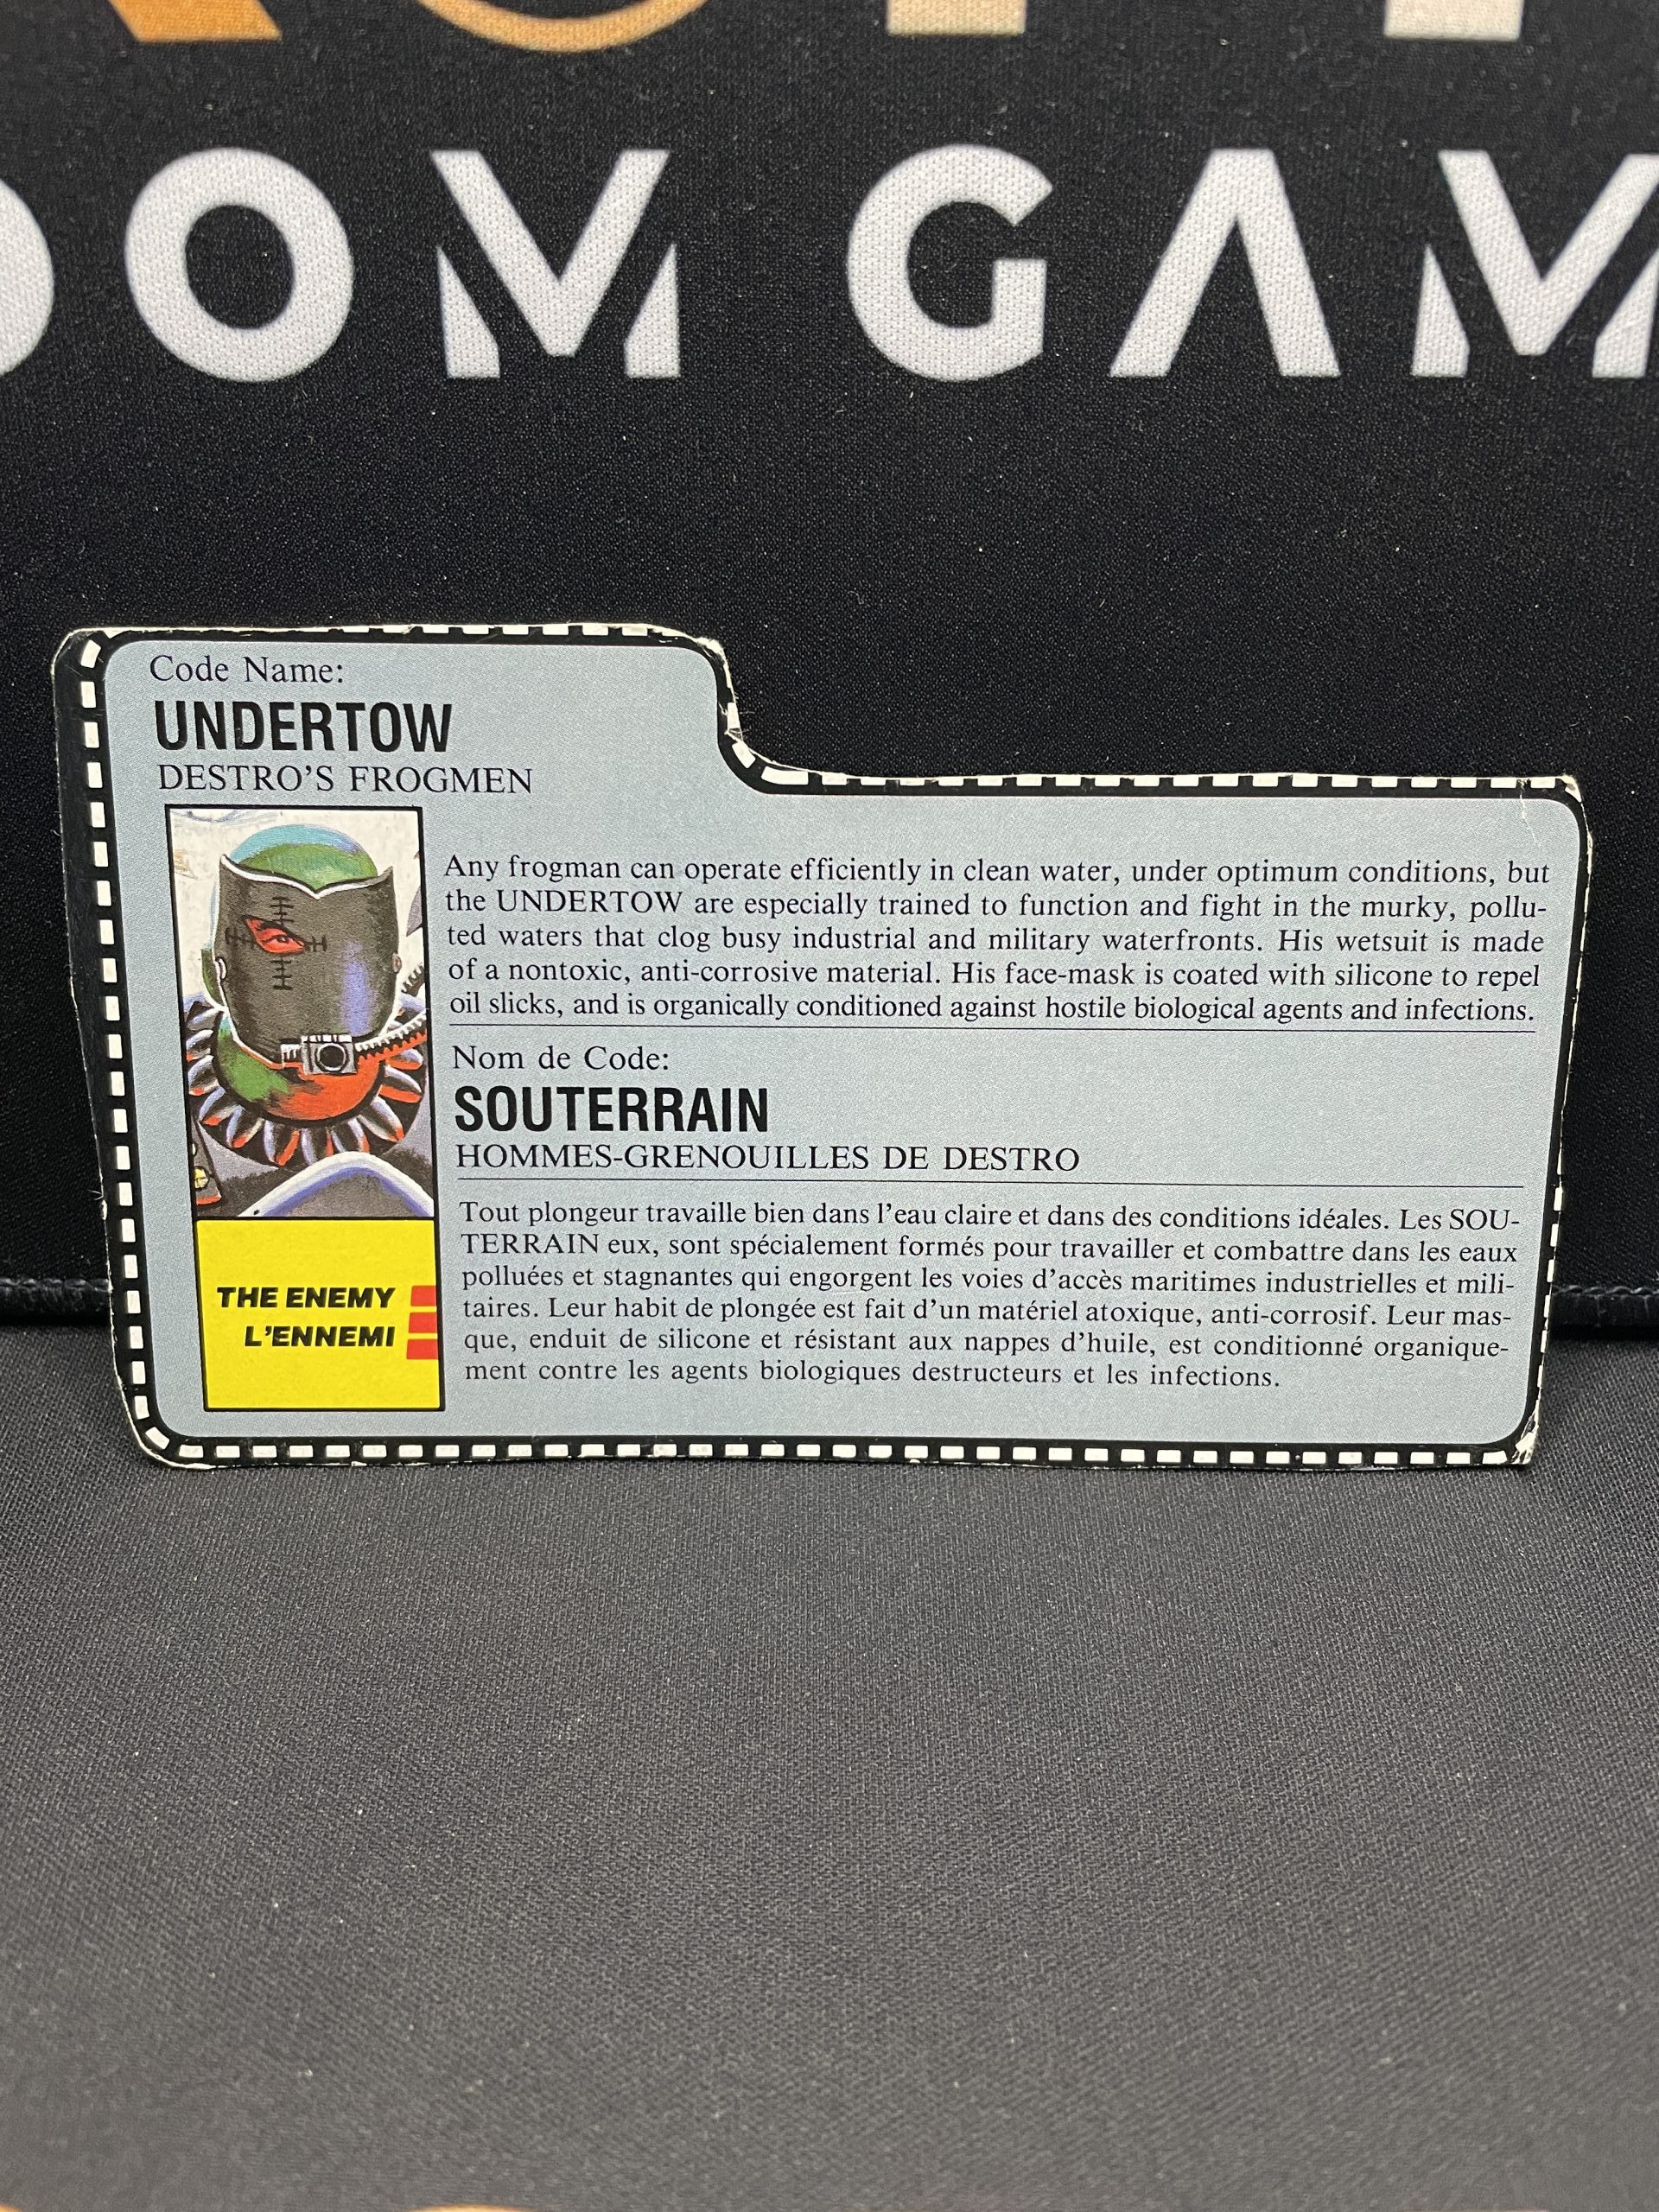 OOM GAM
Code Name:
UNDERTOW
DESTRO'S FROGMEN
Any frogman can operate efficiently in clean water, under optimum conditions, but
the UNDERTOW are especially trained to function and fight in the murky, pollu-
ted waters that clog busy industrial and military waterfronts. His wetsuit is made
of a nontoxic, anti-corrosive material. His face-mask is coated with silicone to repel
oil slicks, and is organically conditioned against hostile biological agents and infections.
Nom de Code:
SOUTERRAIN
HOMMES-GRENOUILLES DE DESTRO
Tout plongeur travaille bien dans l'eau claire et dans des conditions idéales. Les SOU-
TERRAIN eux, sont spécialement formés pour travailler et combattre dans les eaux
polluées et stagnantes qui engorgent les voies d'accès maritimes industrielles et mili-
taires. Leur habit de plongée est fait d'un matériel atoxique, anti-corrosif. Leur mas-
que, enduit de silicone et résistant aux nappes d'huile, est conditionné organique-
ment contre les agents biologiques destructeurs et les infections.
THE ENEMY
L'ENNEMI